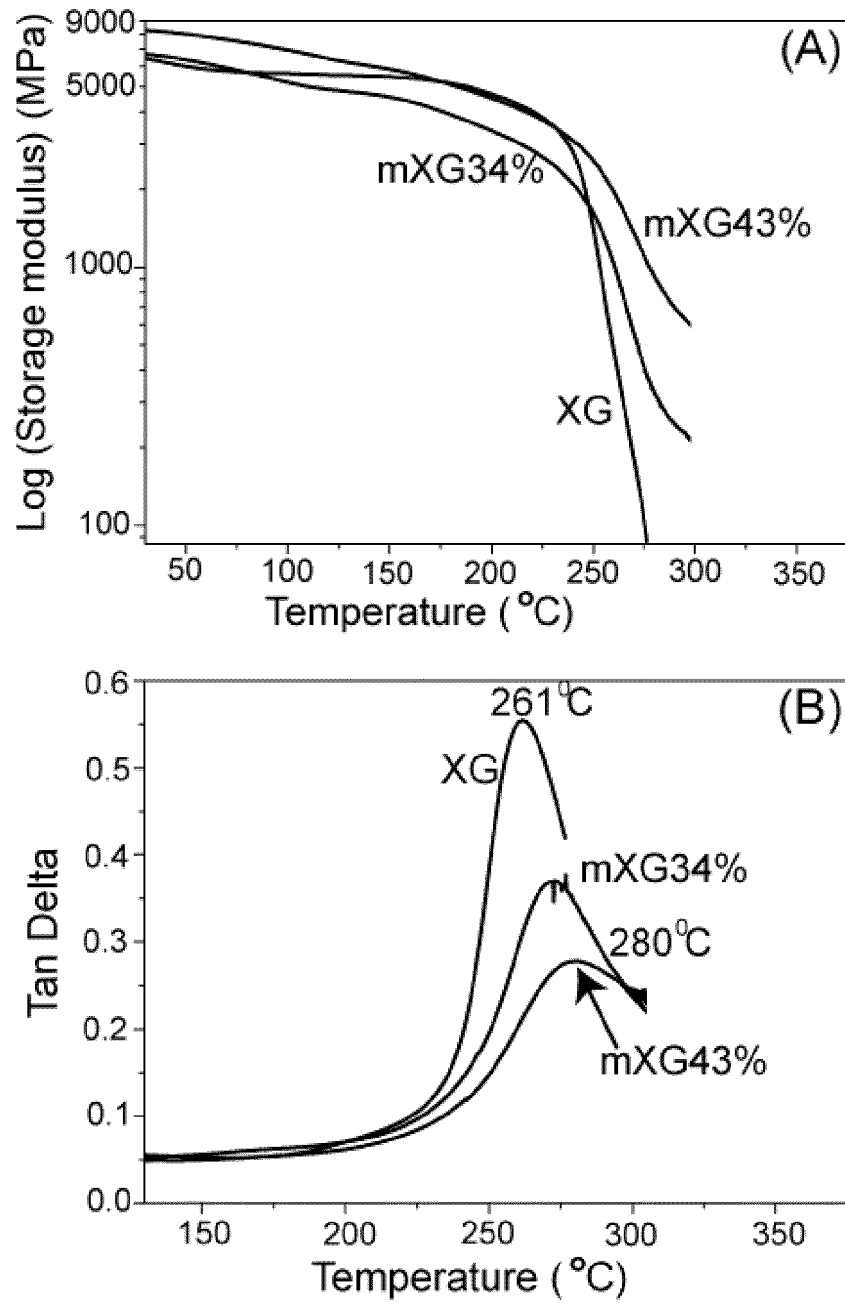 9000
(A)
5000
mXG34%
mXG43%
1000
XG
100
Log (Storage modulus) (MPa)
50 100 150 200 250 300 350
Temperature (°C)
0.6
261⁰C
(B)
XG
0.5
0.4
mXG34%
0.3
280⁰C
0.2
mXG43%
0.1
0.0
Tan Delta
150 200 250 300 350
Temperature (°C)